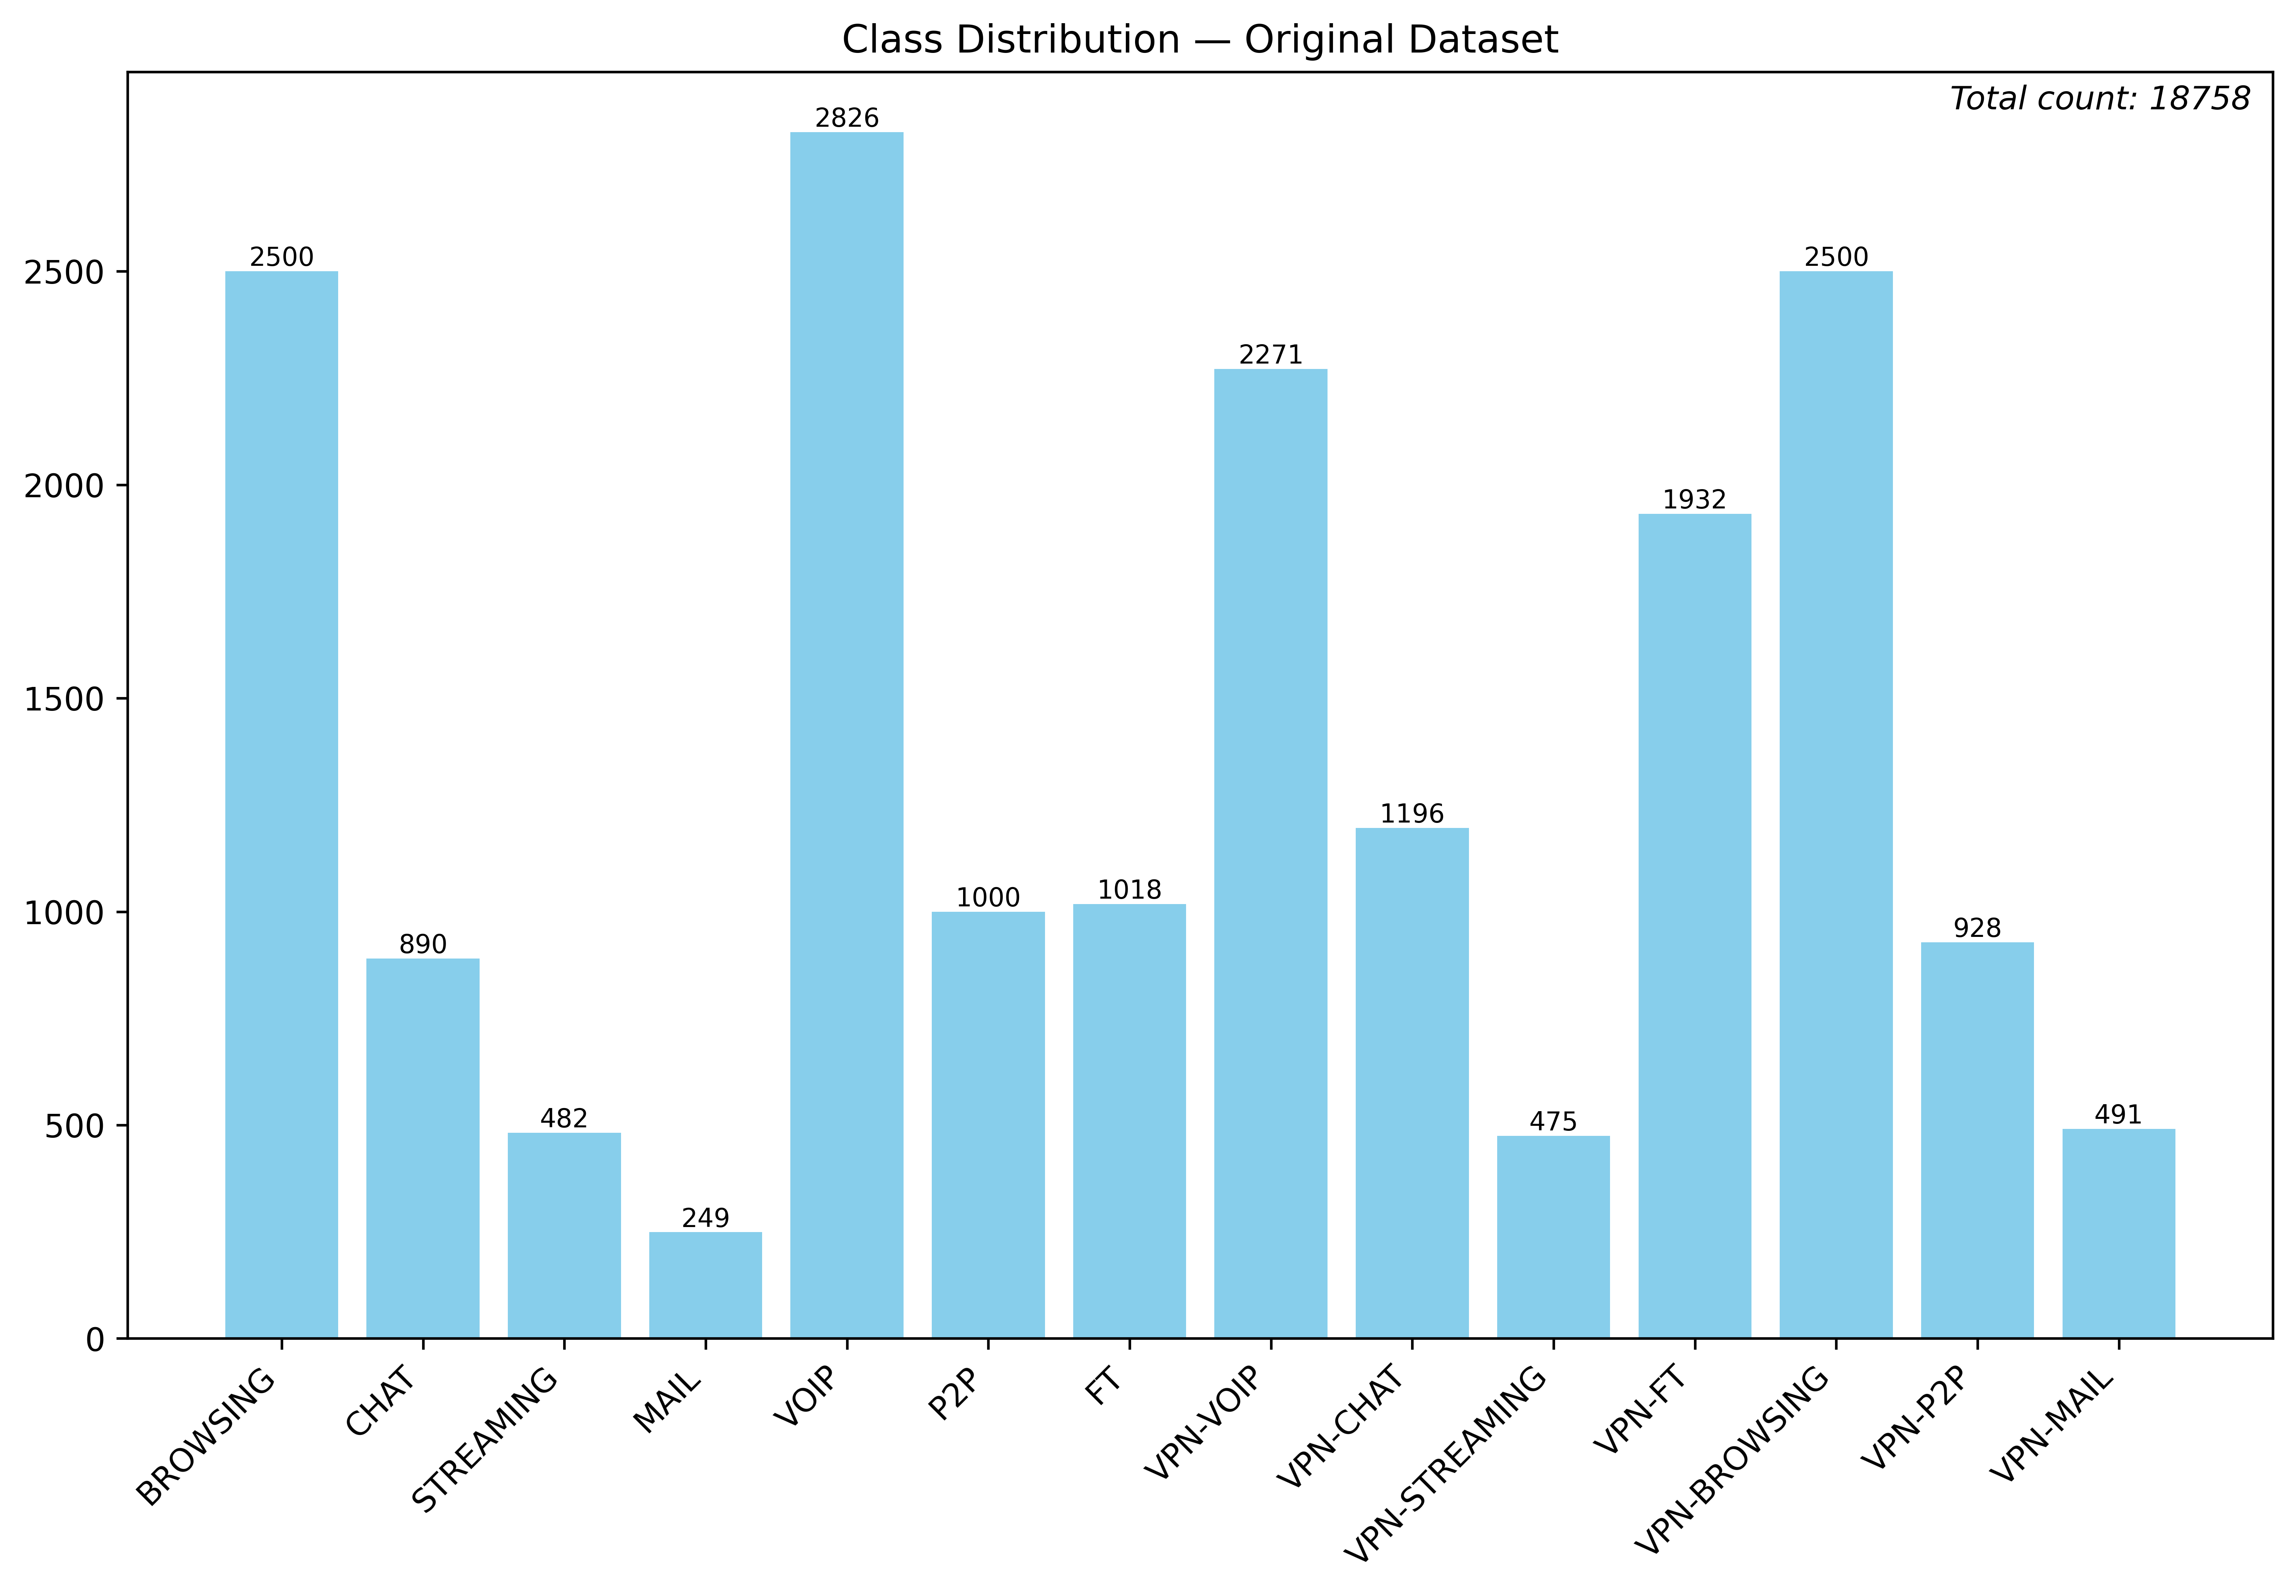 Class Distribution — Original Dataset
Total count: 18758
2826
2500
2500
2271
1932
1196
1000
1018
890
928
482
475
491
249
2500
2000
1500
1000
500
0
BROWSING
CHAT
STREAMING
MAIL
VOIP
P2P
FT
VPN-VOIP
VPN-CHAT
VPN-STREAMING
VPN-FT
VPN-BROWSING
VPN-P2P
VPN-MAIL